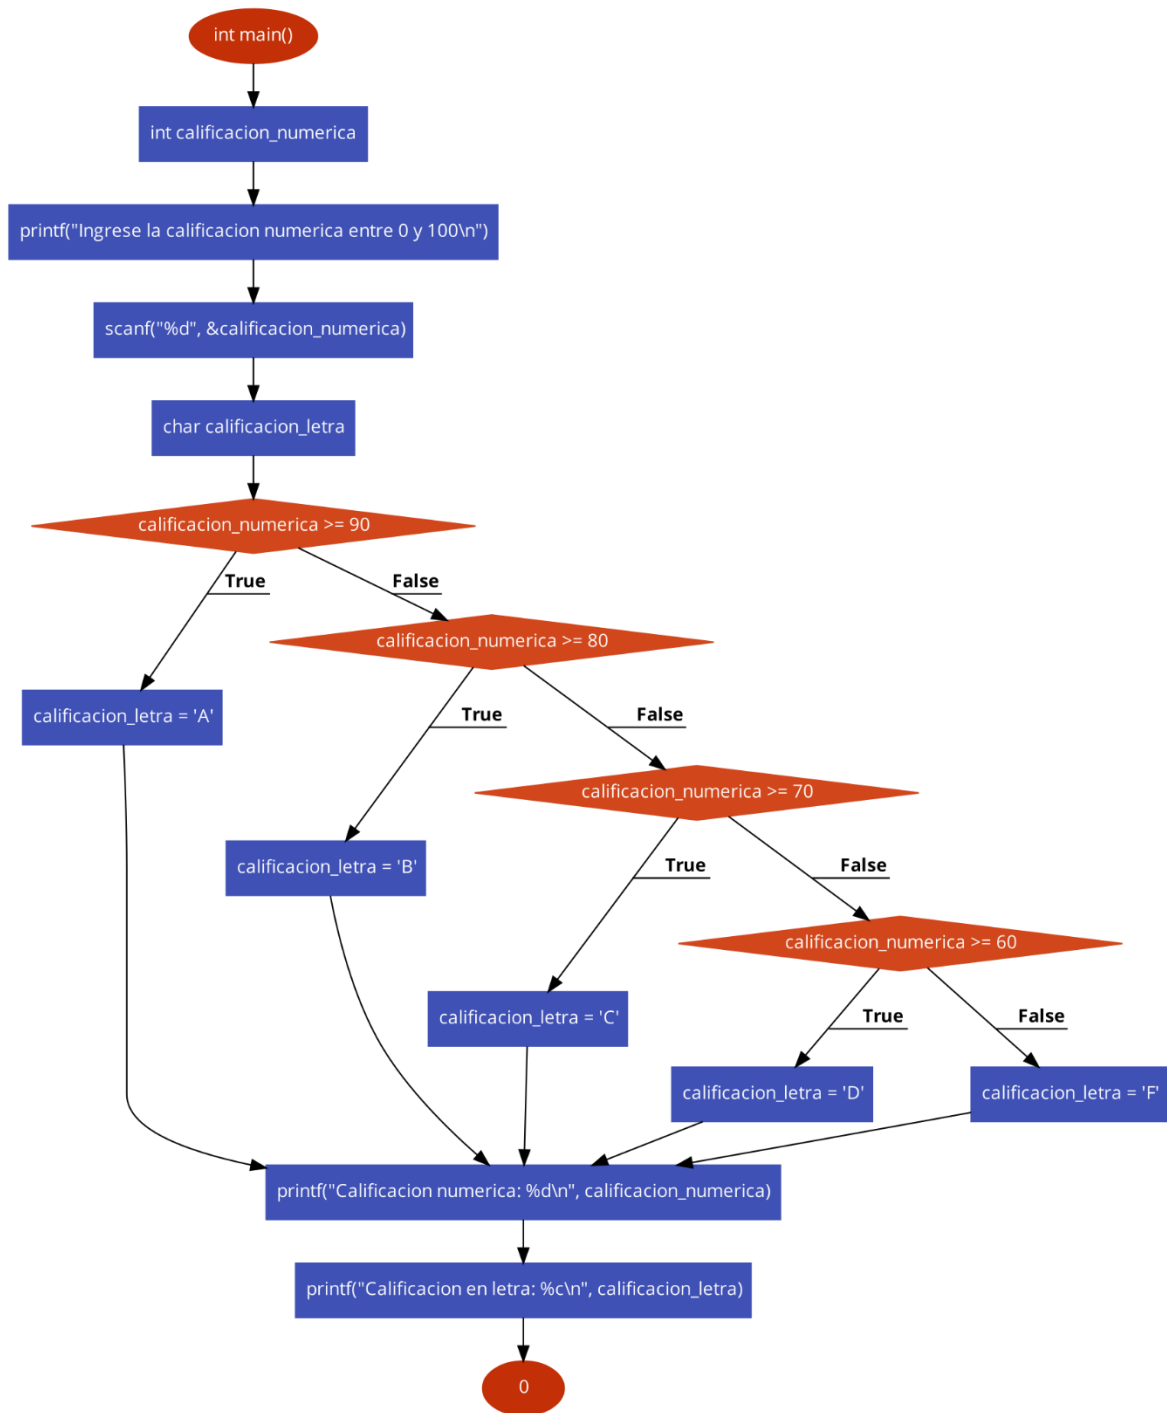 int main()
int calificacion_numerica
printf("Ingrese la calificacion numerica entre 0 y 100\n")
scanf("%d", &calificacion_numerica)
char calificacion_letra
calificacion_numerica >= 90
True
False
calificacion_numerica >= 80
calificacion_letra = 'A'
True
False
calificacion_numerica >= 70
calificacion_letra = 'B'
True
False
calificacion_numerica >= 60
calificacion_letra = 'C'
True
False
calificacion_letra = 'D'
calificacion_letra = 'F'
printf("Calificacion numerica: %d\n", calificacion_numerica)
printf("Calificacion en letra: %c\n", calificacion_letra)
0